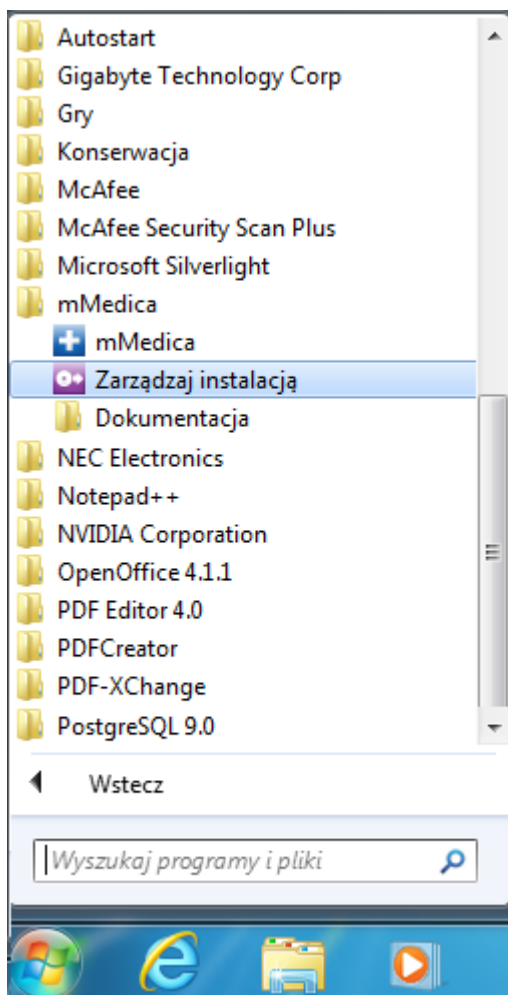 Autostart
Gigabyte Technology Corp
Gry
Konserwacja
McAfee
McAfee Security Scan Plus
Microsoft Silverlight
mMedica
mMedica
Zarządzaj instalacją
Dokumentacja
NEC Electronics
Notepad++
NVIDIA Corporation
OpenOffice 4.1.1
PDF Editor 4.0
PDFCreator
PDF-XChange
PostgreSQL 9.0
Wstecz
Wyszukaj programy i pliki